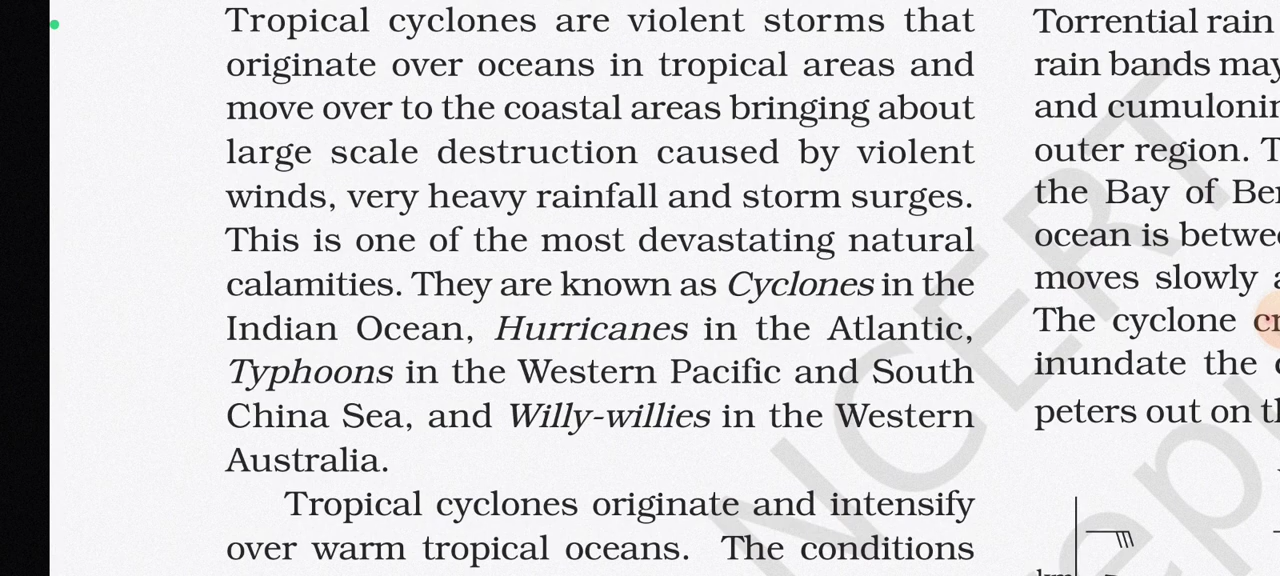 Tropical cyclones are violent storms that
originate over oceans in tropical areas and
move over to the coastal areas bringing about
large scale destruction caused by violent
winds, very heavy rainfall and storm surges.
This is one of the most devastating natural
calamities. They are known as Cyclones in the
Indian Ocean, Hurricanes in the Atlantic,
Typhoons in the Western Pacific and South
China Sea, and Willy-willies in the Western
Australia.
Tropical cyclones originate and intensify
over warm tropical oceans. The conditions
Torrential rain
rain bands may
and cumulonim
outer region. T
the Bay of Ben
ocean is betwee
moves slowly a
The cyclone cr
inundate the c
peters out on th
km
NCERT